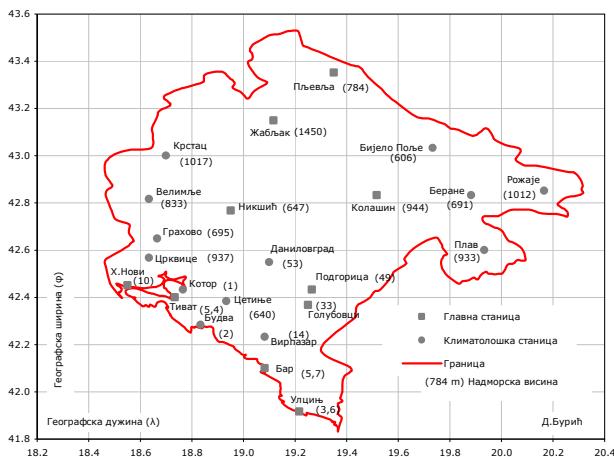 43.6
43.4
43.2
43.0
42.8
42.6
42.4
42.2
42.0
41.8
Географска ширина (φ)
Пљевља (784)
Жабљак (1450)
Крстац
(1017)
Бијело Поље
(606)
Велимље
(833)
Никшић (647)
Колашин (944)
Беране
(691)
Рожаје
(1012)
Грахово (695)
Црквице (937)
Даниловград
(53)
Плав
(933)
Х.Нови
(10)
Котор (1)
Подгорица (49)
Тиват (5,4)
Цетиње
(640)
(33)
Голубовци
Будва
(2)
(14)
Вирпазар
Бар (5,7)
Улцињ
(3,6)
Главна станица
Климатолошка станица
Граница
(784 m) Надморска висина
Географска дужина (λ)
Д.Бурић
18.2 18.4 18.6 18.8 19.0 19.2 19.4 19.6 19.8 20.0 20.2 20.4